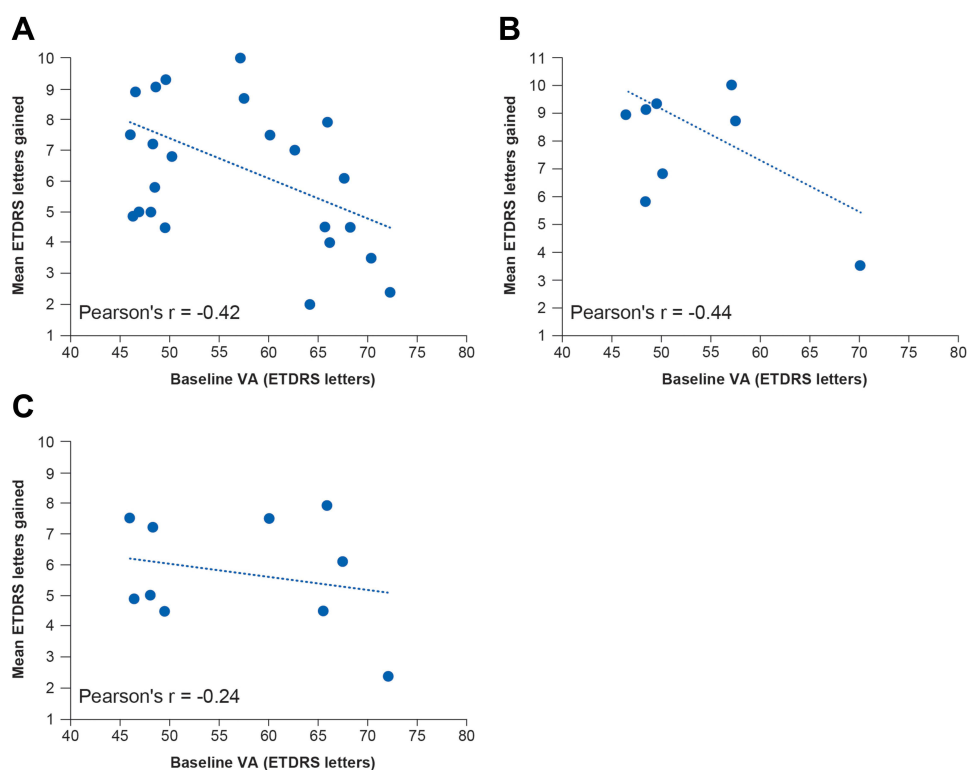 A
10
9
8
7
6
5
4
3
2
1
Mean ETDRS letters gained
Pearson's r = -0.42
40 45 50 55 60 65 70 75 80
Baseline VA (ETDRS letters)
B
11
10
9
8
7
6
5
4
3
2
1
Mean ETDRS letters gained
Pearson's r = -0.44
40 45 50 55 60 65 70 75 80
Baseline VA (ETDRS letters)
C
10
9
8
7
6
5
4
3
2
1
Mean ETDRS letters gained
Pearson's r = -0.24
40 45 50 55 60 65 70 75 80
Baseline VA (ETDRS letters)